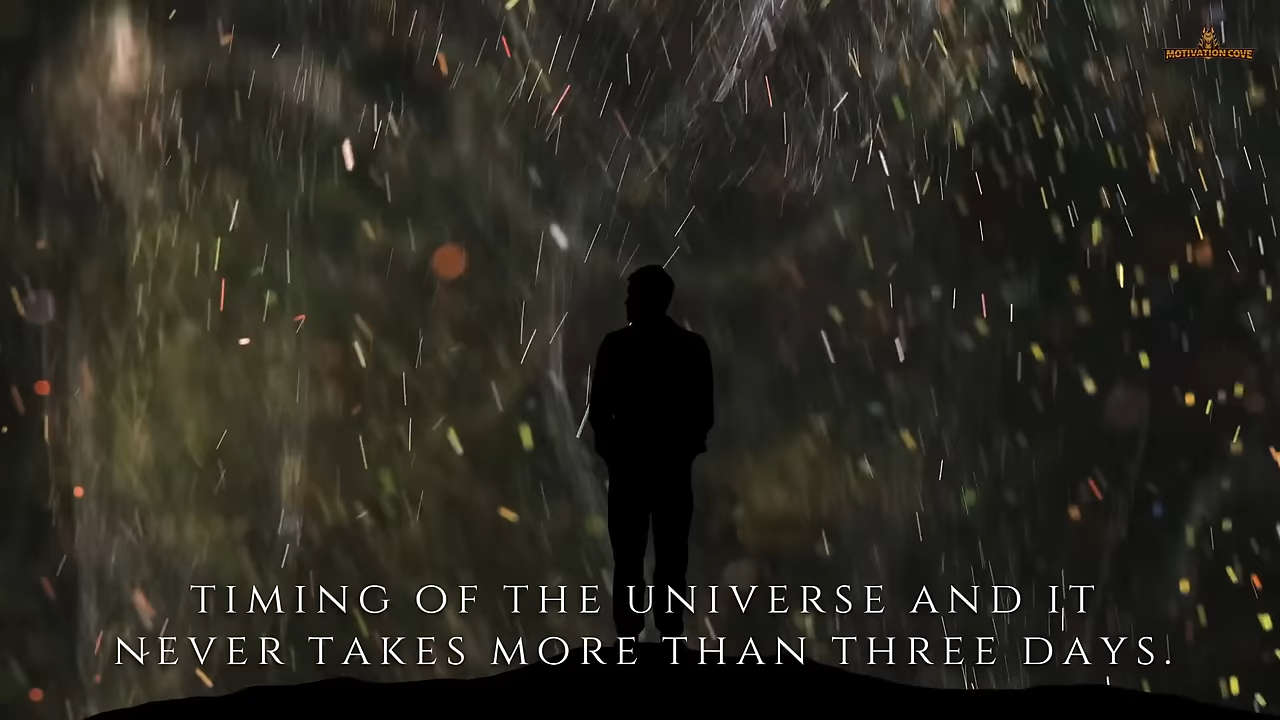 MOTIVATION COVE
TIMING OF THE UNIVERSE AND IT
NEVER TAKES MORE THAN THREE DAYS.